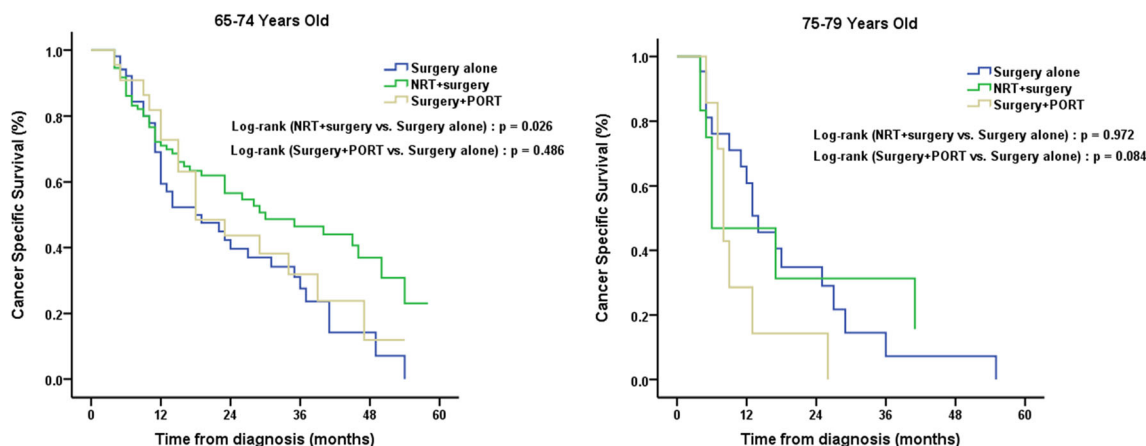 65-74 Years Old
Cancer Specific Survival (%)
1.0
0.8
0.6
0.4
0.2
0.0
Surgery alone
NRT+surgery
Surgery+PORT
Log-rank (NRT+surgery vs. Surgery alone) : p = 0.026
Log-rank (Surgery+PORT vs. Surgery alone) : p = 0.486
0 12 24 36 48 60
Time from diagnosis (months)
75-79 Years Old
Cancer Specific Survival (%)
1.0
0.8
0.6
0.4
0.2
0.0
Surgery alone
NRT+surgery
Surgery+PORT
Log-rank (NRT+surgery vs. Surgery alone) : p = 0.972
Log-rank (Surgery+PORT vs. Surgery alone) : p = 0.084
0 12 24 36 48 60
Time from diagnosis (months)